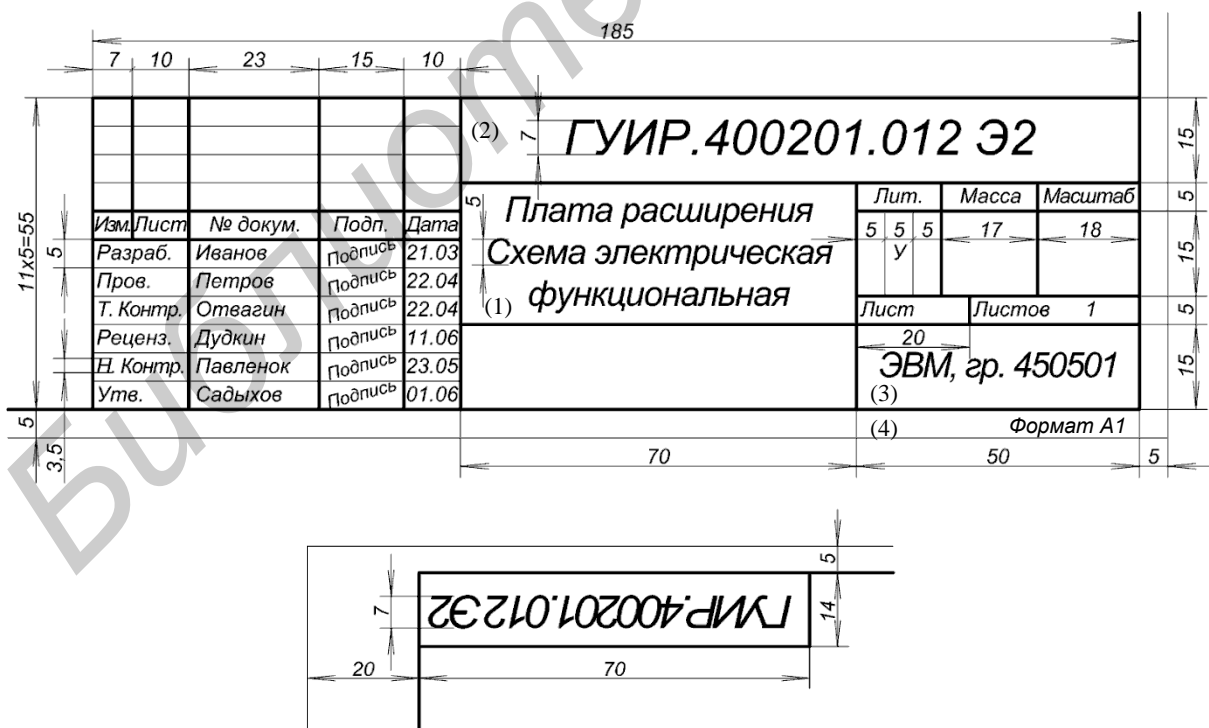 185
7 10 23 15 10
(2) 7 ГУИР.400201.012 Э2 15
5 Плата расширения Лит. Масса Масштаб 5
Изм. Лист № докум. Подп. Дата 5 5 5 17 18
11х5=55 5 Разраб. Иванов Подпись 21.03 Схема электрическая У 15
Пров. Петров Подпись 22.04
Т. Контр. Отвагин Подпись 22.04 (1) функциональная Лист Листов 1 5
Реценз. Дудкин Подпись 11.06 20
Н. Контр. Павленок Подпись 23.05 ЭВМ, гр. 450501 15
Утв. Садыхов Подпись 01.06 (3)
5 (4) Формат А1
3,5 70 50 5
5
7 ГУИР.400201.012Э2 14
20 70
Библиоте